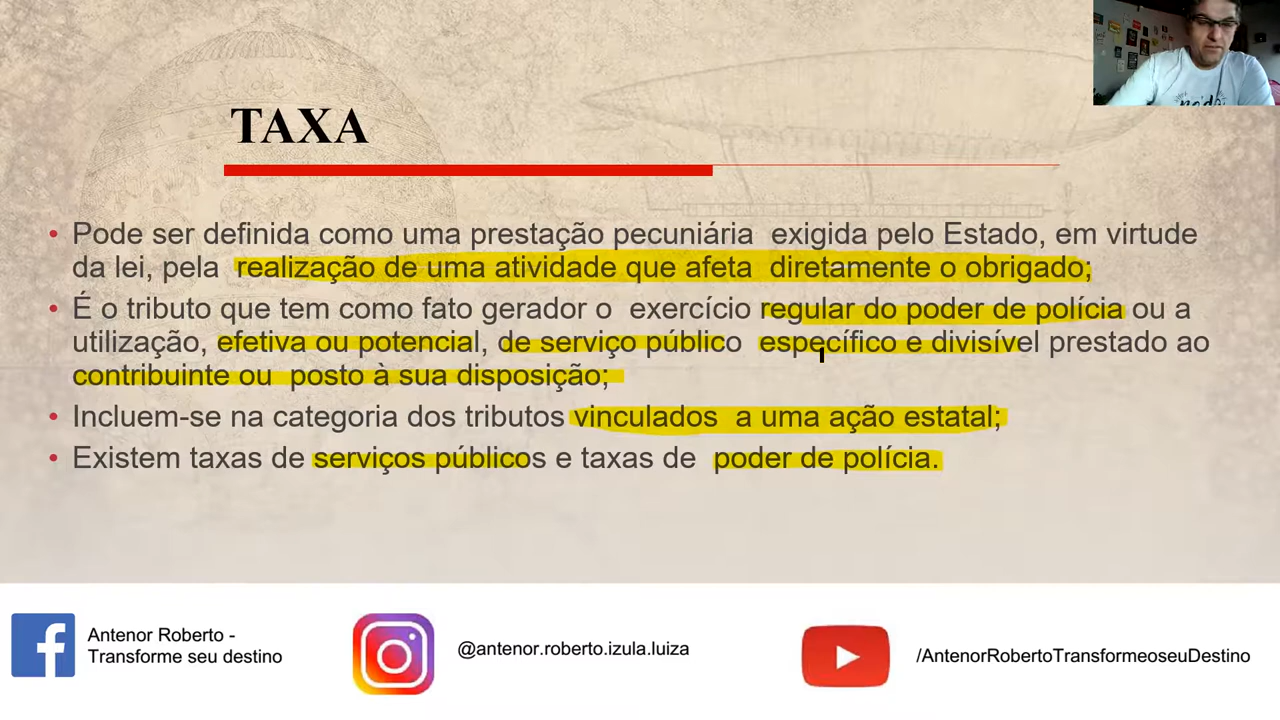 TAXA
• Pode ser definida como uma prestação pecuniária exigida pelo Estado, em virtude
da lei, pela realização de uma atividade que afeta diretamente o obrigado;
• É o tributo que tem como fato gerador o exercício regular do poder de polícia ou a
utilização, efetiva ou potencial, de serviço público específico e divisível prestado ao
contribuinte ou posto à sua disposição;
• Incluem-se na categoria dos tributos vinculados a uma ação estatal;
• Existem taxas de serviços públicos e taxas de poder de polícia.
Antenor Roberto -
Transforme seu destino
@antenor.roberto.izula.luiza
/AntenorRobertoTransformeoseuDestino